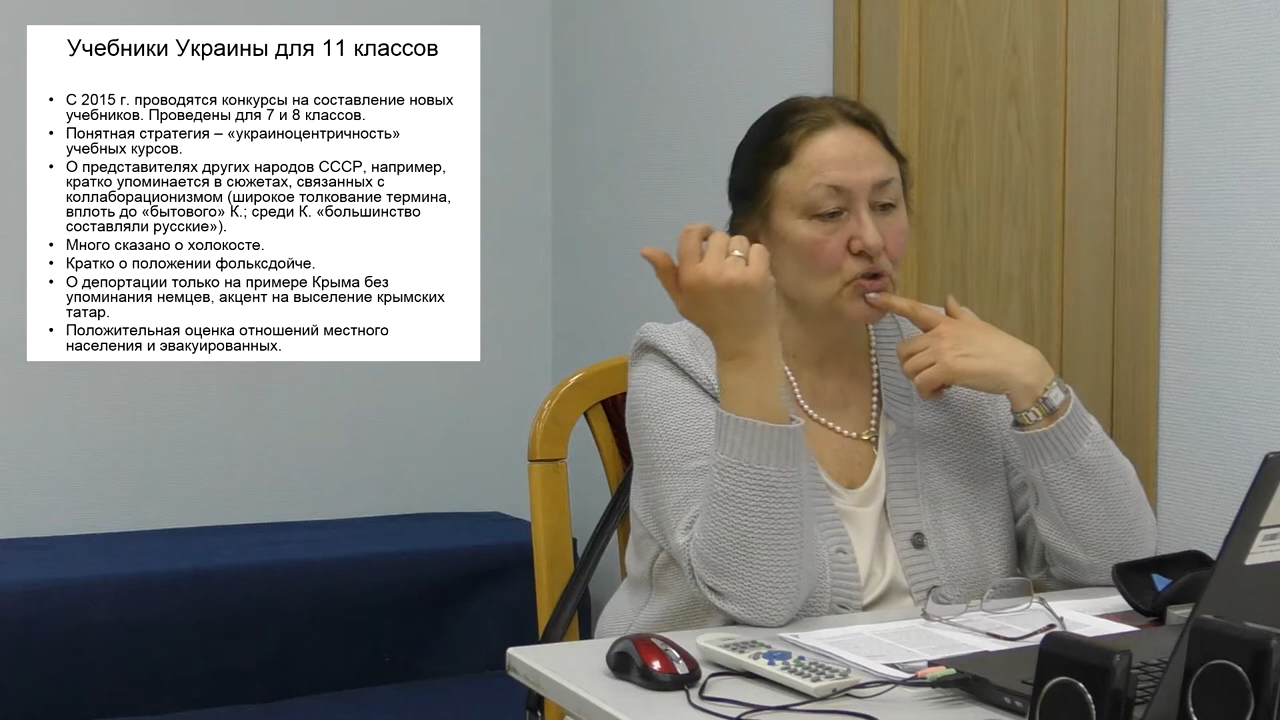 Учебники Украины для 11 классов
• С 2015 г. проводятся конкурсы на составление новых
учебников. Проведены для 7 и 8 классов.
• Понятная стратегия – «украиноцентричность»
учебных курсов.
• О представителях других народов СССР, например,
кратко упоминается в сюжетах, связанных с
коллаборационизмом (широкое толкование термина,
вплоть до «бытового» К.; среди К. «большинство
составляли русские»).
• Много сказано о холокосте.
• Кратко о положении фольксдойче.
• О депортации только на примере Крыма без
упоминания немцев, акцент на выселение крымских
татар.
• Положительная оценка отношений местного
населения и эвакуированных.